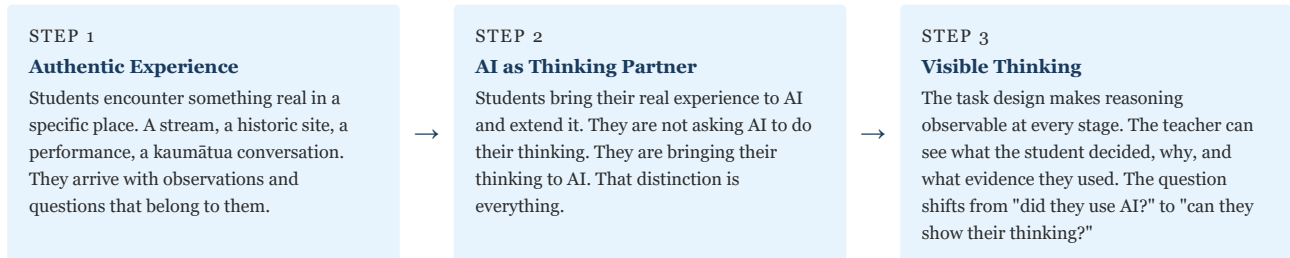 STEP 1
Authentic Experience
Students encounter something real in a
specific place. A stream, a historic site, a
performance, a kaumātua conversation.
They arrive with observations and
questions that belong to them.
→
STEP 2
AI as Thinking Partner
Students bring their real experience to AI
and extend it. They are not asking AI to do
their thinking. They are bringing their
thinking to AI. That distinction is
everything.
→
STEP 3
Visible Thinking
The task design makes reasoning
observable at every stage. The teacher can
see what the student decided, why, and
what evidence they used. The question
shifts from "did they use AI?" to "can they
show their thinking?"